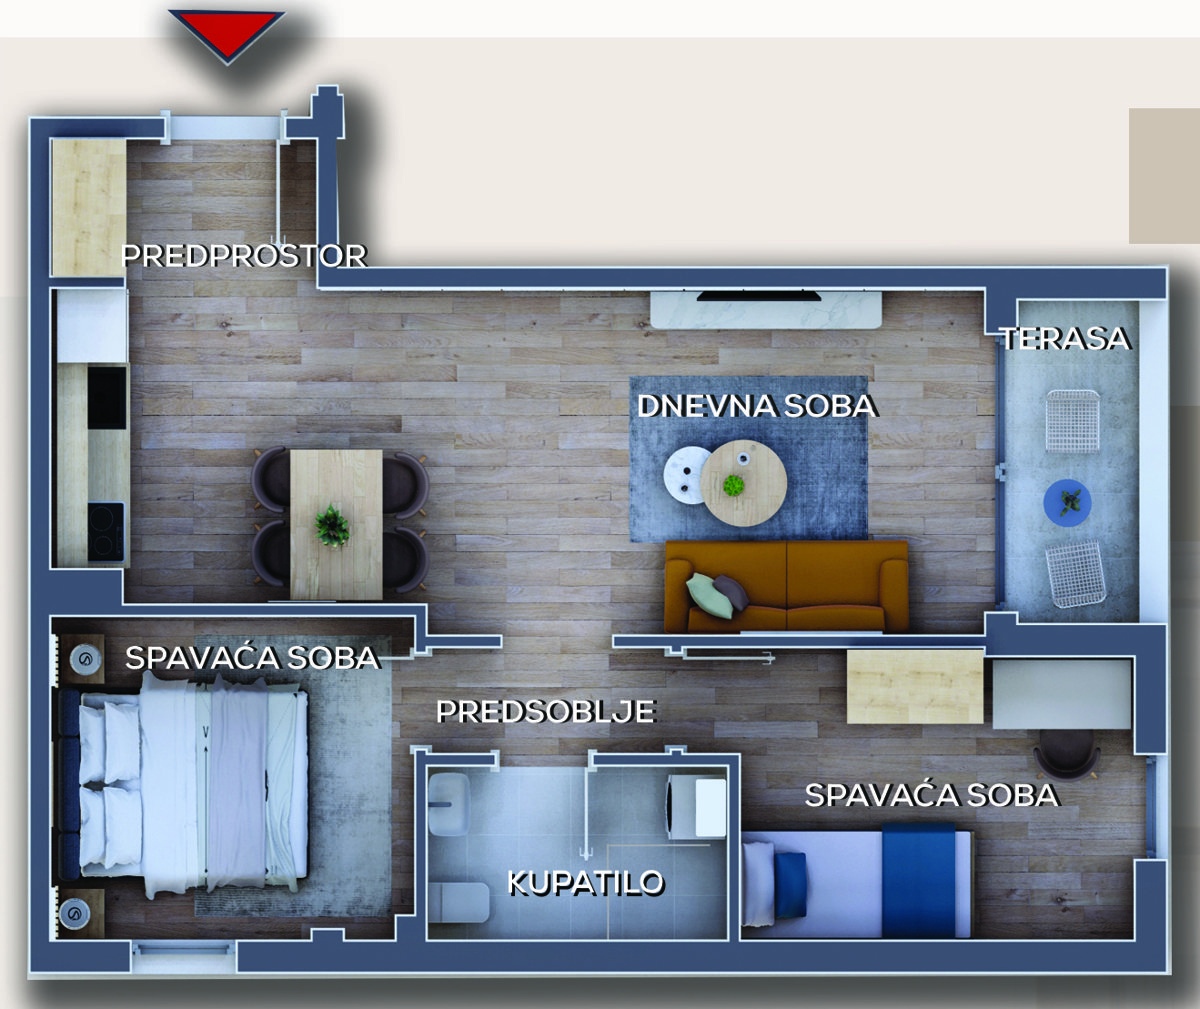 PREDPROSTOR
TERASA
DNEVNA SOBA
SPAVAĆA SOBA
PREDSOBLJE
SPAVAĆA SOBA
KUPATILO